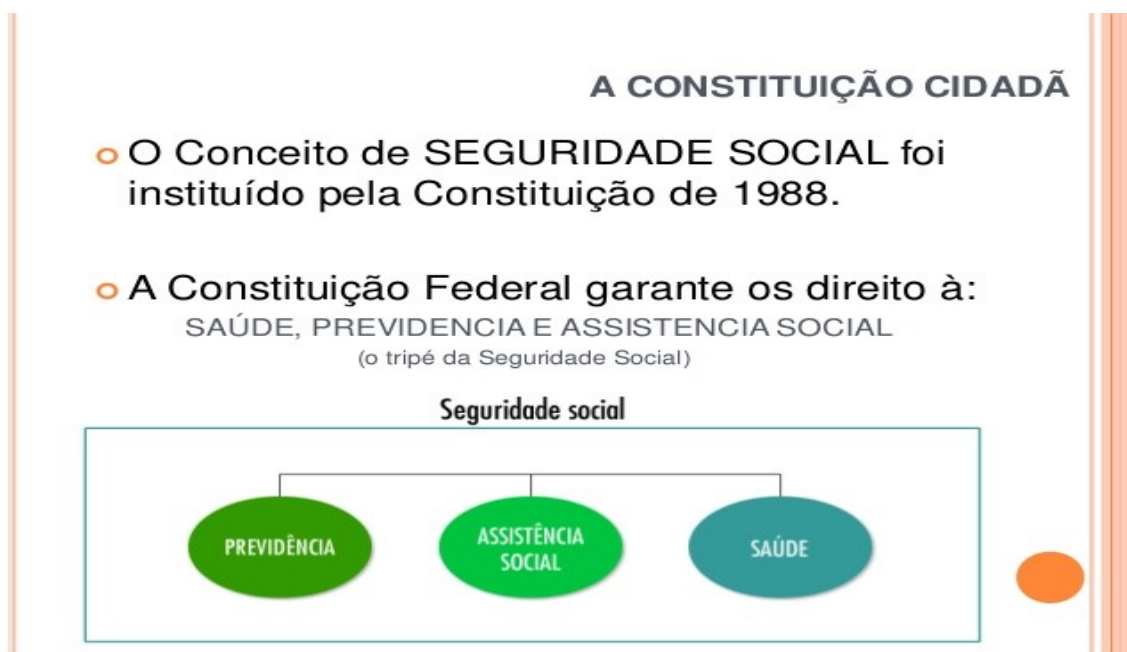 A CONSTITUIÇÃO CIDADÃ
O Conceito de SEGURIDADE SOCIAL foi
instituído pela Constituição de 1988.
A Constituição Federal garante os direito à:
SAÚDE, PREVIDENCIA E ASSISTENCIA SOCIAL
(o tripé da Seguridade Social)
Seguridade social
PREVIDÊNCIA
ASSISTÊNCIA
SOCIAL
SAÚDE